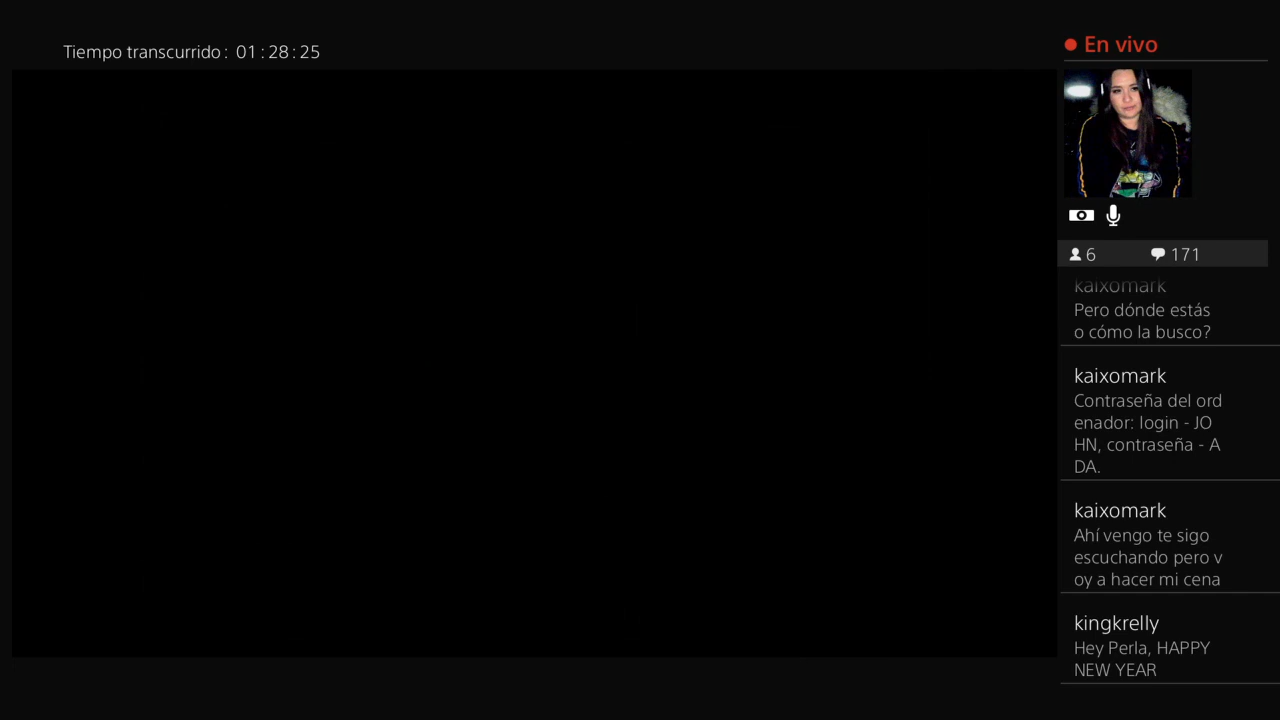 Tiempo transcurrido : 01 : 28 : 25
En vivo
6 171
kaixomark
Pero dónde estás
o cómo la busco?
kaixomark
Contraseña del ord
enador: login - JO
HN, contraseña - A
DA.
kaixomark
Ahí vengo te sigo
escuchando pero v
oy a hacer mi cena
kingkrelly
Hey Perla, HAPPY
NEW YEAR